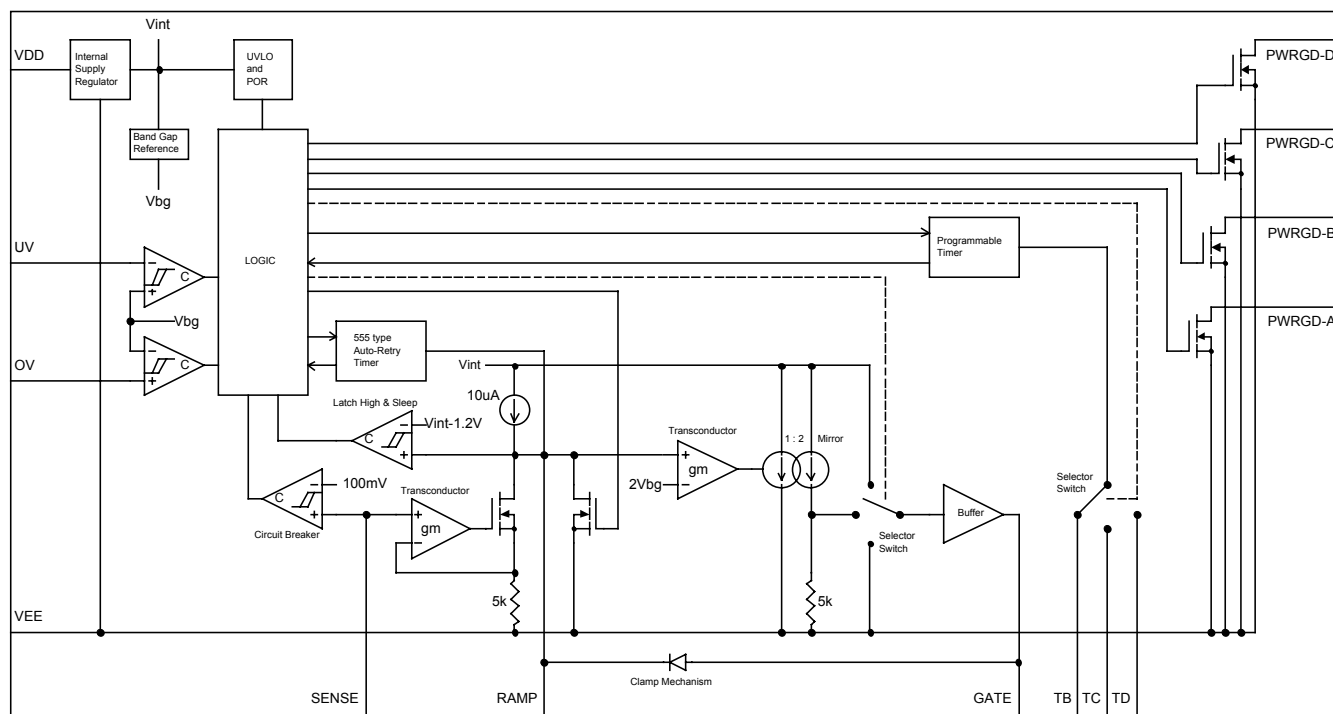 Vint
VDD
Internal
Supply
Regulator
UVLO
and
POR
PWRGD-D
Band Gap
Reference
PWRGD-C
Vbg
UV
LOGIC
Programmable
Timer
PWRGD-B
C
Vbg
555 type
Auto-Retry
Timer
PWRGD-A
OV
C
Vint
10uA
Latch High & Sleep
Vint-1.2V
C
Transconductor
1 : 2
Mirror
gm
2Vbg
100mV
C
Circuit Breaker
Transconductor
gm
Selector
Switch
Buffer
Selector
Switch
5k
5k
VEE
Clamp Mechanism
SENSE
RAMP
GATE
TB
TC
TD